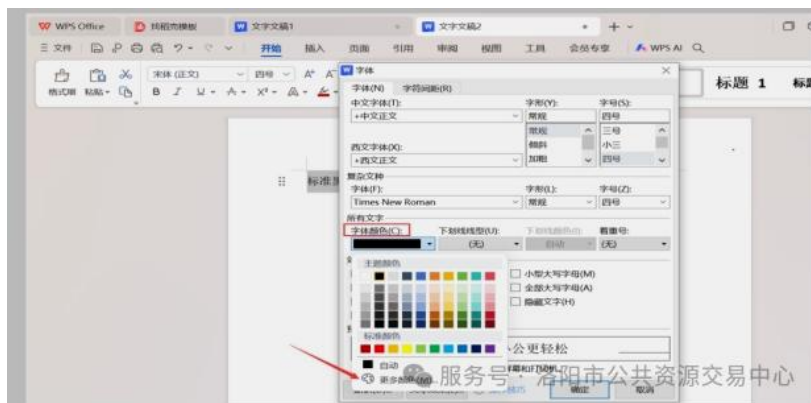 WPS Office 找稻壳模板 文字文稿1 文字文稿2
文件 开始 插入 页面 引用 审阅 视图 工具 会员专享 WPS AI
格式刷 粘贴 宋体 (正文) 四号 A⁺ B I U A X² A 标题 1 标题
字体
字体(N) 字符间距(R)
中文字体(T): 字形(Y): 字号(S):
+中文正文 常规 四号
常规 三号
倾斜 小三
西文字体(X):
+西文正文 加粗 四号
复杂文种
字体(F): 字形(L): 字号(Z):
Times New Roman 常规 四号
所有文字
字体颜色(C): 下划线线型(U): 下划线颜色(I): 着重号:
(无) 自动 (无)
标准
主题颜色
小型大写字母(M)
全部大写字母(A)
隐藏文字(H)
标准颜色
公更轻松
自动
更多颜色(M)...
确定 取消
服务号 · 洛阳市公共资源交易中心